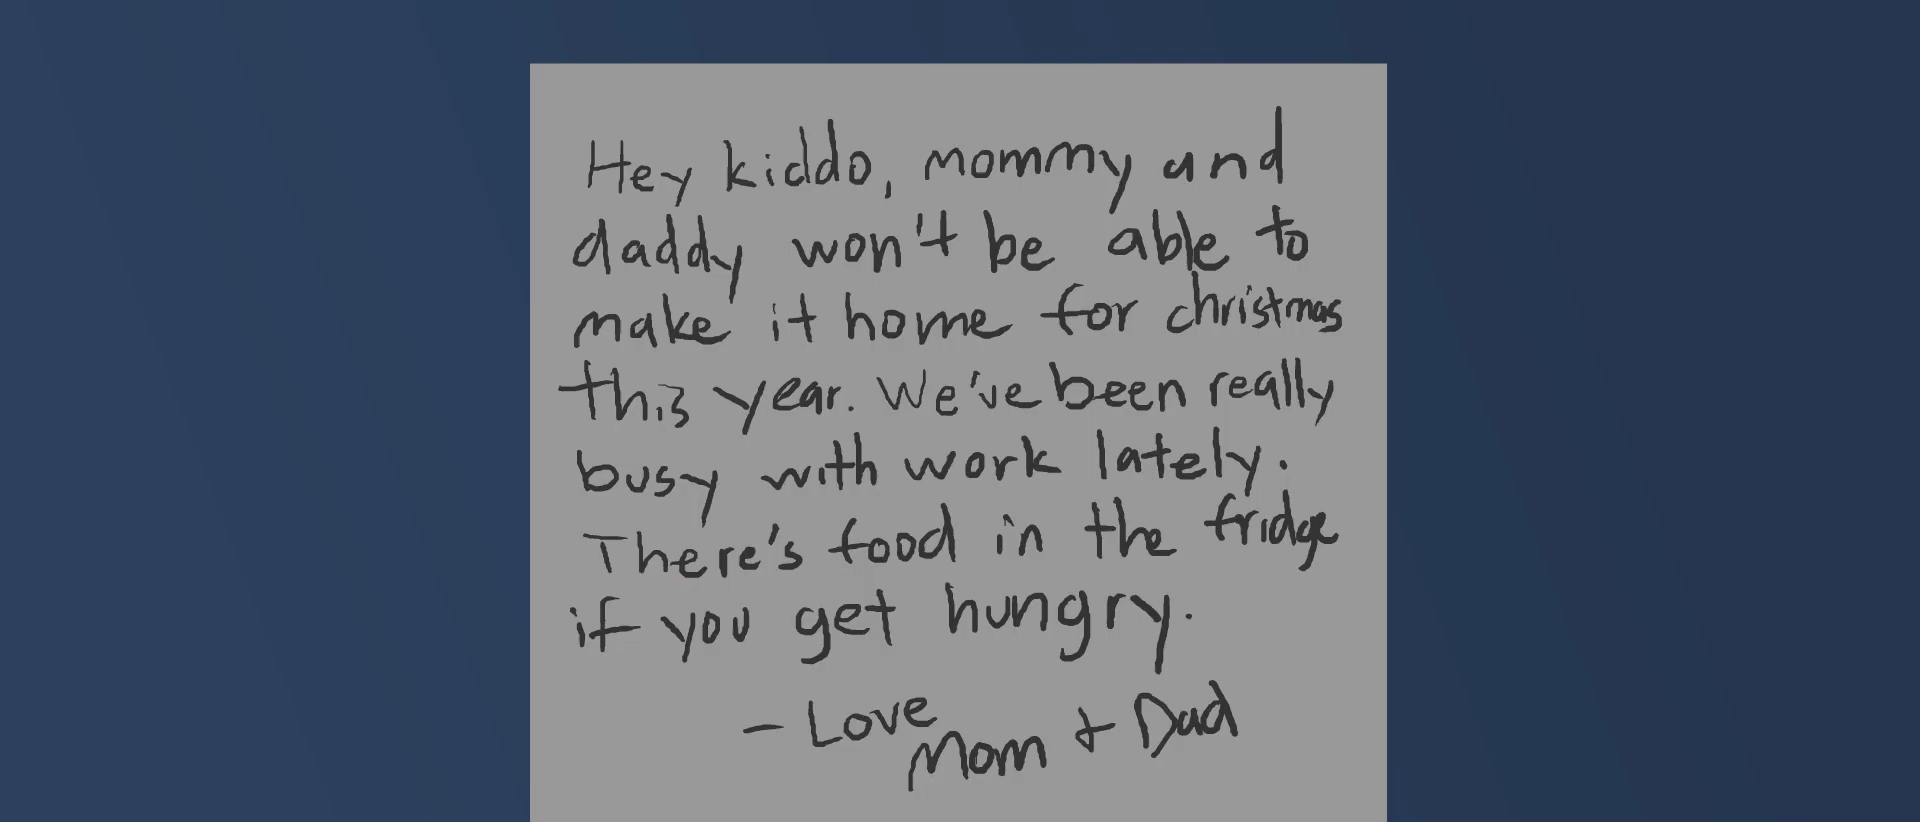 Hey kiddo, mommy and
daddy won't be able to
make it home for christmas
this year. We've been really
busy with work lately.
There's food in the fridge
if you get hungry.
- Love
Mom + Dad